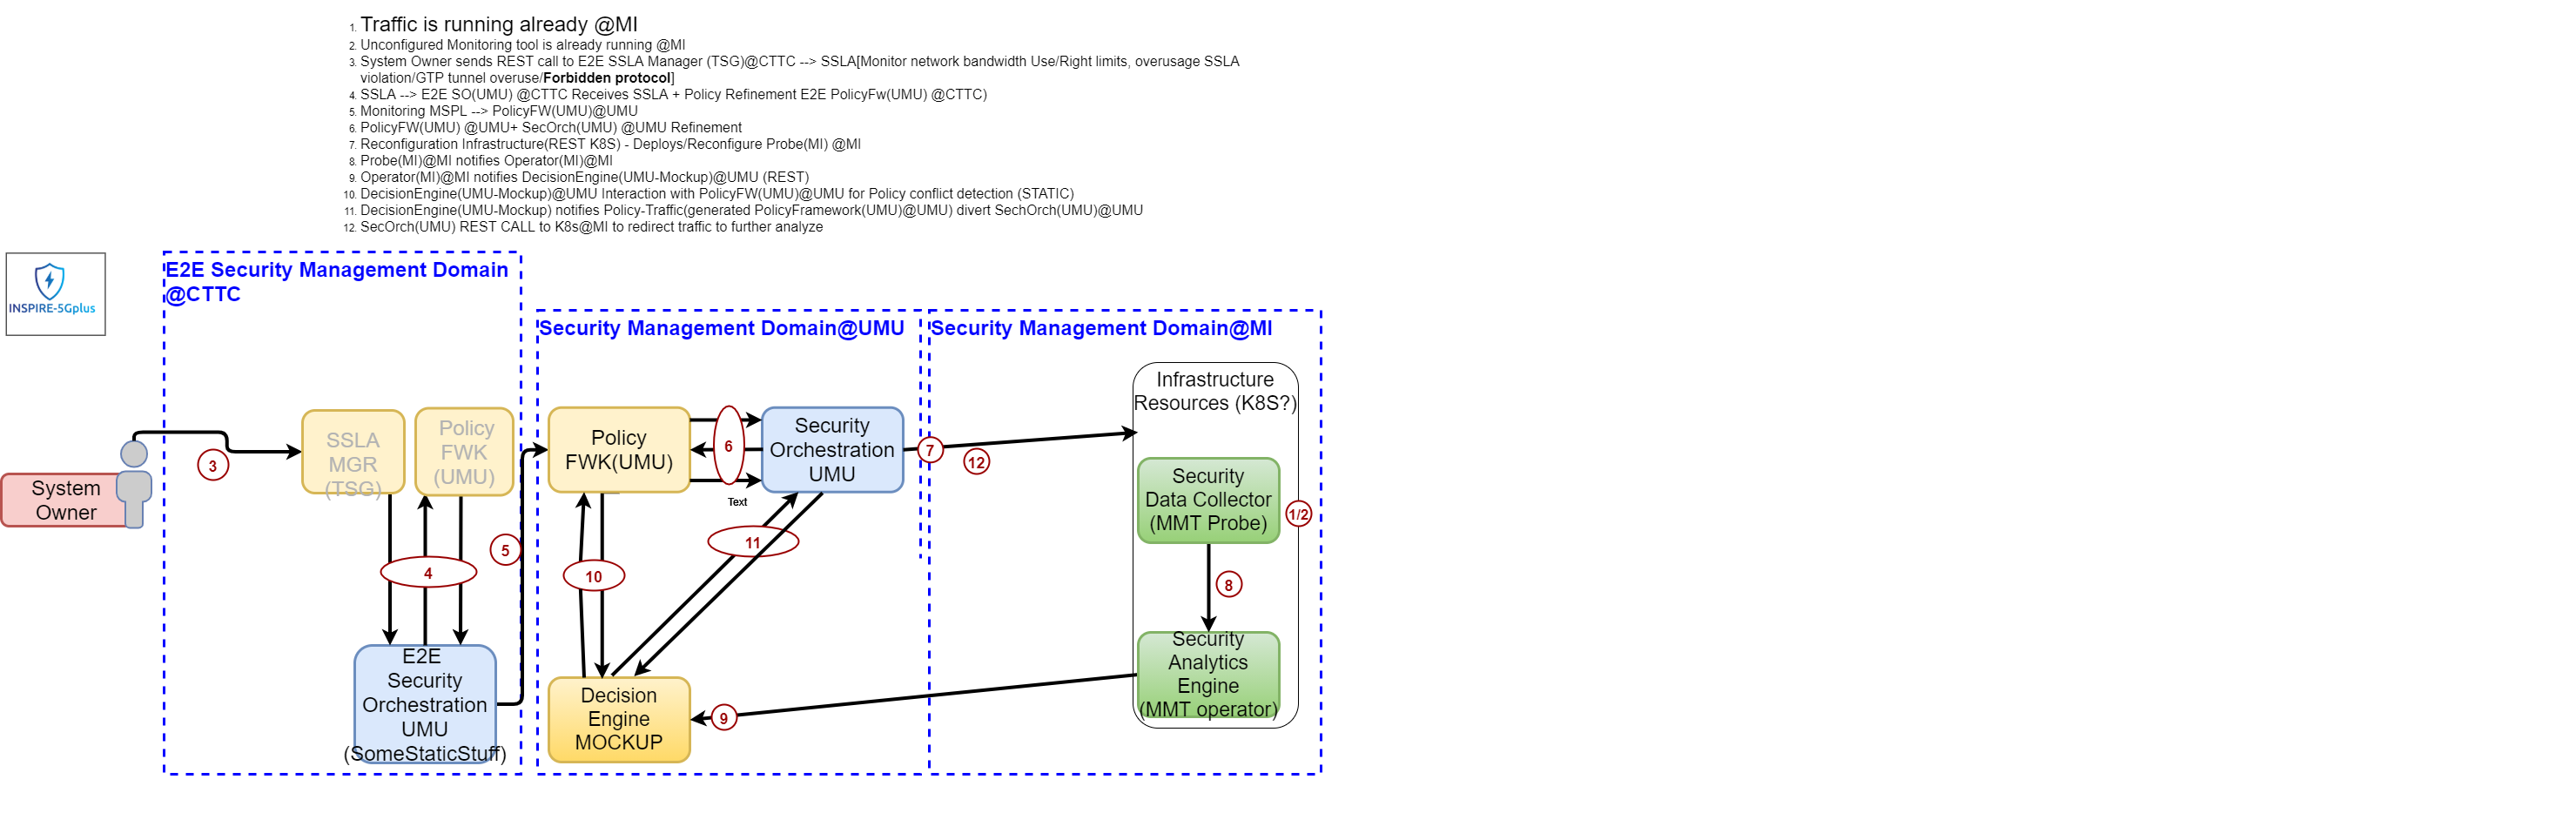 1. Traffic is running already @MI
2. Unconfigured Monitoring tool is already running @MI
3. System Owner sends REST call to E2E SSLA Manager (TSG)@CTTC --> SSLA[Monitor network bandwidth Use/Right limits, overusage SSLA
violation/GTP tunnel overuse/Forbidden protocol]
4. SSLA --> E2E SO(UMU) @CTTC Receives SSLA + Policy Refinement E2E PolicyFw(UMU) @CTTC)
5. Monitoring MSPL --> PolicyFW(UMU)@UMU
6. PolicyFW(UMU) @UMU+ SecOrch(UMU) @UMU Refinement
7. Reconfiguration Infrastructure(REST K8S) - Deploys/Reconfigure Probe(MI) @MI
8. Probe(MI)@MI notifies Operator(MI)@MI
9. Operator(MI)@MI notifies DecisionEngine(UMU-Mockup)@UMU (REST)
10. DecisionEngine(UMU-Mockup)@UMU Interaction with PolicyFW(UMU)@UMU for Policy conflict detection (STATIC)
11. DecisionEngine(UMU-Mockup) notifies Policy-Traffic(generated PolicyFramework(UMU)@UMU) divert SechOrch(UMU)@UMU
12. SecOrch(UMU) REST CALL to K8s@MI to redirect traffic to further analyze
INSPIRE-5Gplus
E2E Security Management Domain
@CTTC
Security Management Domain@UMU
Security Management Domain@MI
System
Owner
3
SSLA
MGR
(TSG)
Policy
FWK
(UMU)
4
5
E2E
Security
Orchestration
UMU
(SomeStaticStuff)
Policy
FWK(UMU)
6
Text
Security
Orchestration
UMU
7
12
10
11
Decision
Engine
MOCKUP
9
Infrastructure
Resources (K8S?)
Security
Data Collector
(MMT Probe)
1/2
8
Security
Analytics
Engine
(MMT operator)